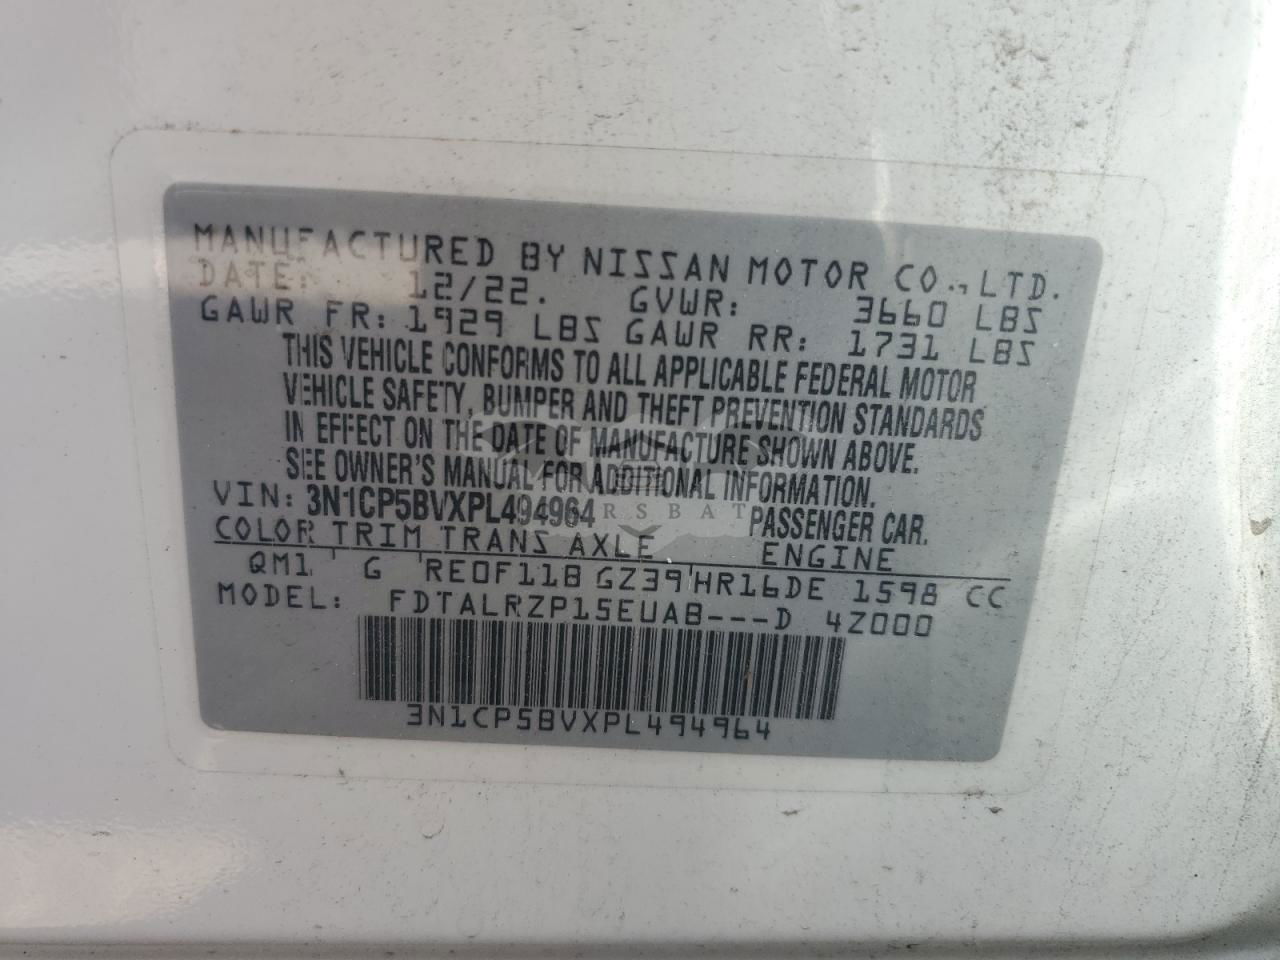 MANUFACTURED BY NISSAN MOTOR CO., LTD.
DATE: 12/22. GVWR: 3660 LBS
GAWR FR: 1929 LBS GAWR RR: 1731 LBS
THIS VEHICLE CONFORMS TO ALL APPLICABLE FEDERAL MOTOR
VEHICLE SAFETY, BUMPER AND THEFT PREVENTION STANDARDS
IN EFFECT ON THE DATE OF MANUFACTURE SHOWN ABOVE.
SEE OWNER'S MANUAL FOR ADDITIONAL INFORMATION.
VIN: 3N1CP5BVXPL494964 PASSENGER CAR.
COLOR TRIM TRANS AXLE ENGINE
QM1 G RE0F11B GZ39 HR16DE 1598 CC
MODEL: FDTALRZP15EUAB---D 4Z000
3N1CP5BVXPL494964